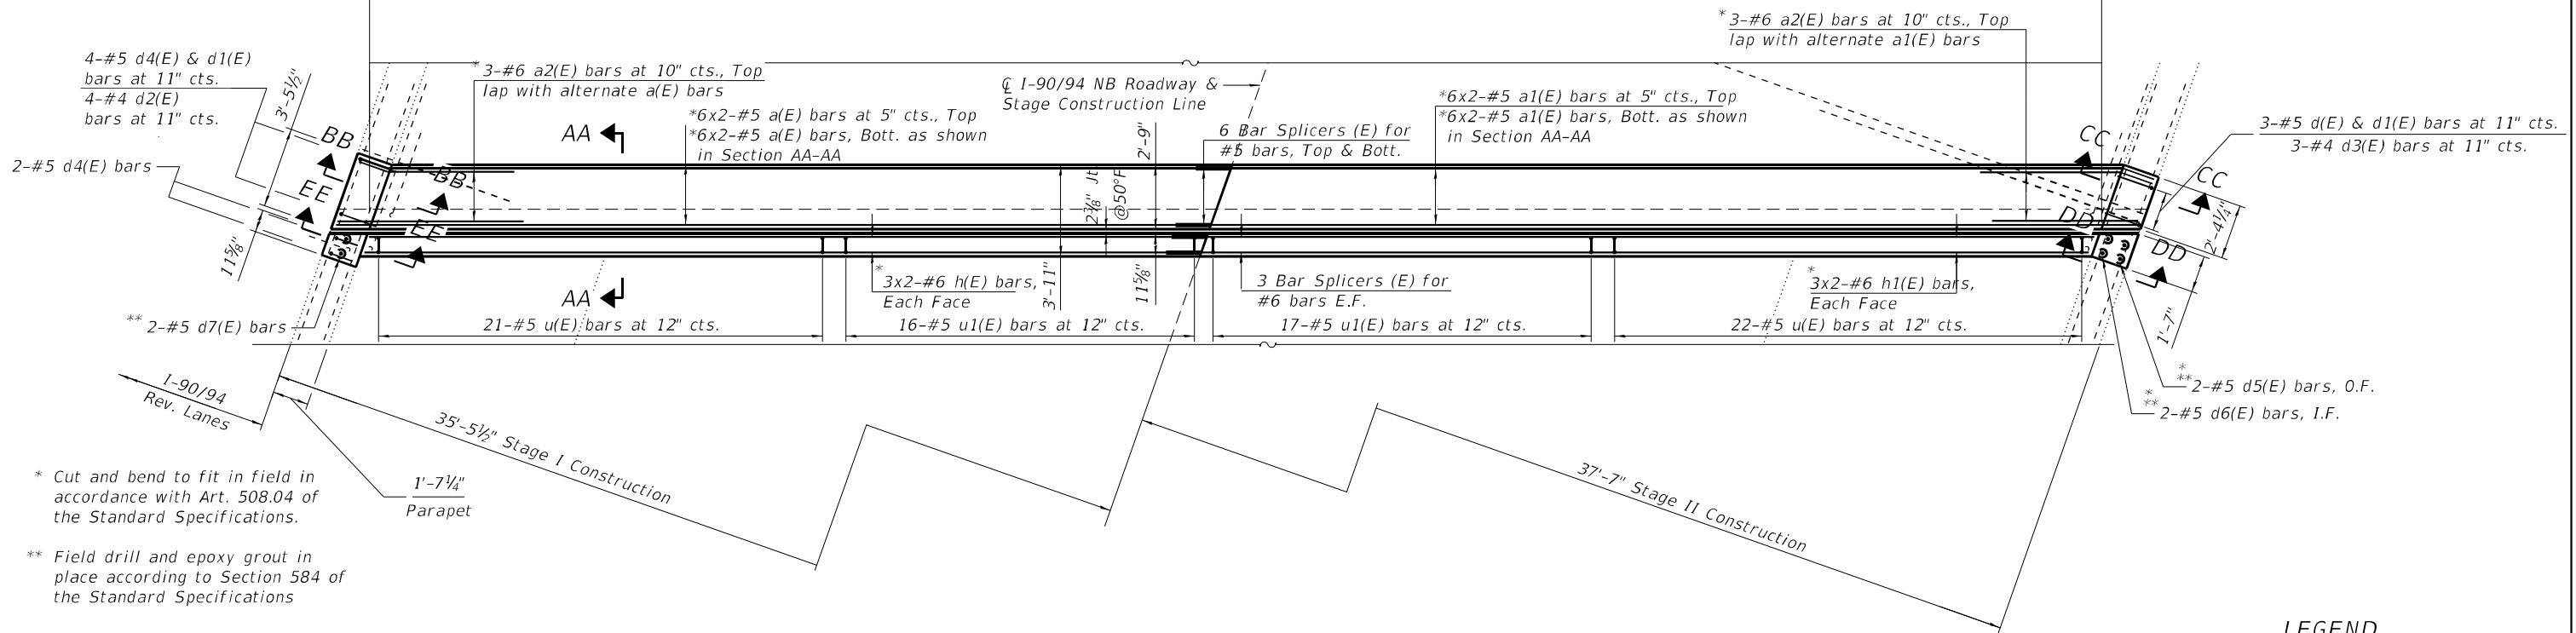 *3-#6 a2(E) bars at 10" cts., Top
lap with alternate a1(E) bars
4-#5 d4(E) & d1(E)
bars at 11" cts.
4-#4 d2(E)
bars at 11" cts.
3'-5½"
*3-#6 a2(E) bars at 10" cts., Top
lap with alternate a(E) bars
℄ I-90/94 NB Roadway &
Stage Construction Line
*6x2-#5 a(E) bars at 5" cts., Top
*6x2-#5 a(E) bars, Bott. as shown
in Section AA-AA
*6x2-#5 a1(E) bars at 5" cts., Top
*6x2-#5 a1(E) bars, Bott. as shown
in Section AA-AA
6 Bar Splicers (E) for
#5 bars, Top & Bott.
3-#5 d(E) & d1(E) bars at 11" cts.
3-#4 d3(E) bars at 11" cts.
2-#5 d4(E) bars
AA
BB
BB
EE
EE
CC
CC
DD
DD
2'-9"
2⅜" Jt.
@50°F
11⅝"
3'-11"
11⅝"
2'-4¼"
1'-7"
AA
*3x2-#6 h(E) bars,
Each Face
3 Bar Splicers (E) for
#6 bars E.F.
*3x2-#6 h1(E) bars,
Each Face
** 2-#5 d7(E) bars
21-#5 u(E) bars at 12" cts.
16-#5 u1(E) bars at 12" cts.
17-#5 u1(E) bars at 12" cts.
22-#5 u(E) bars at 12" cts.
I-90/94
Rev. Lanes
35'-5½" Stage I Construction
37'-7" Stage II Construction
*
**2-#5 d5(E) bars, O.F.
*
**2-#5 d6(E) bars, I.F.
1'-7¼"
Parapet
* Cut and bend to fit in field in
accordance with Art. 508.04 of
the Standard Specifications.
** Field drill and epoxy grout in
place according to Section 584 of
the Standard Specifications
LEGEND